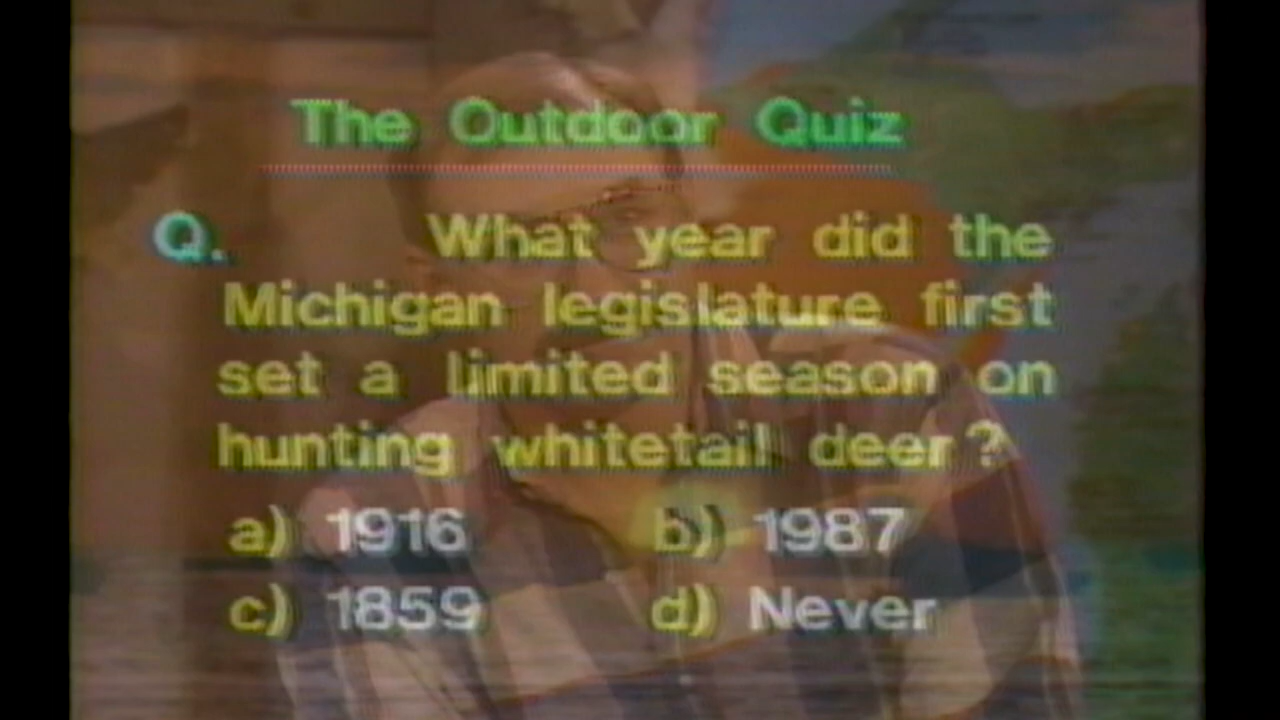 The Outdoor Quiz
Q. What year did the
Michigan legislature first
set a limited season on
hunting whitetail deer?
a) 1916 b) 1987
c) 1859 d) Never